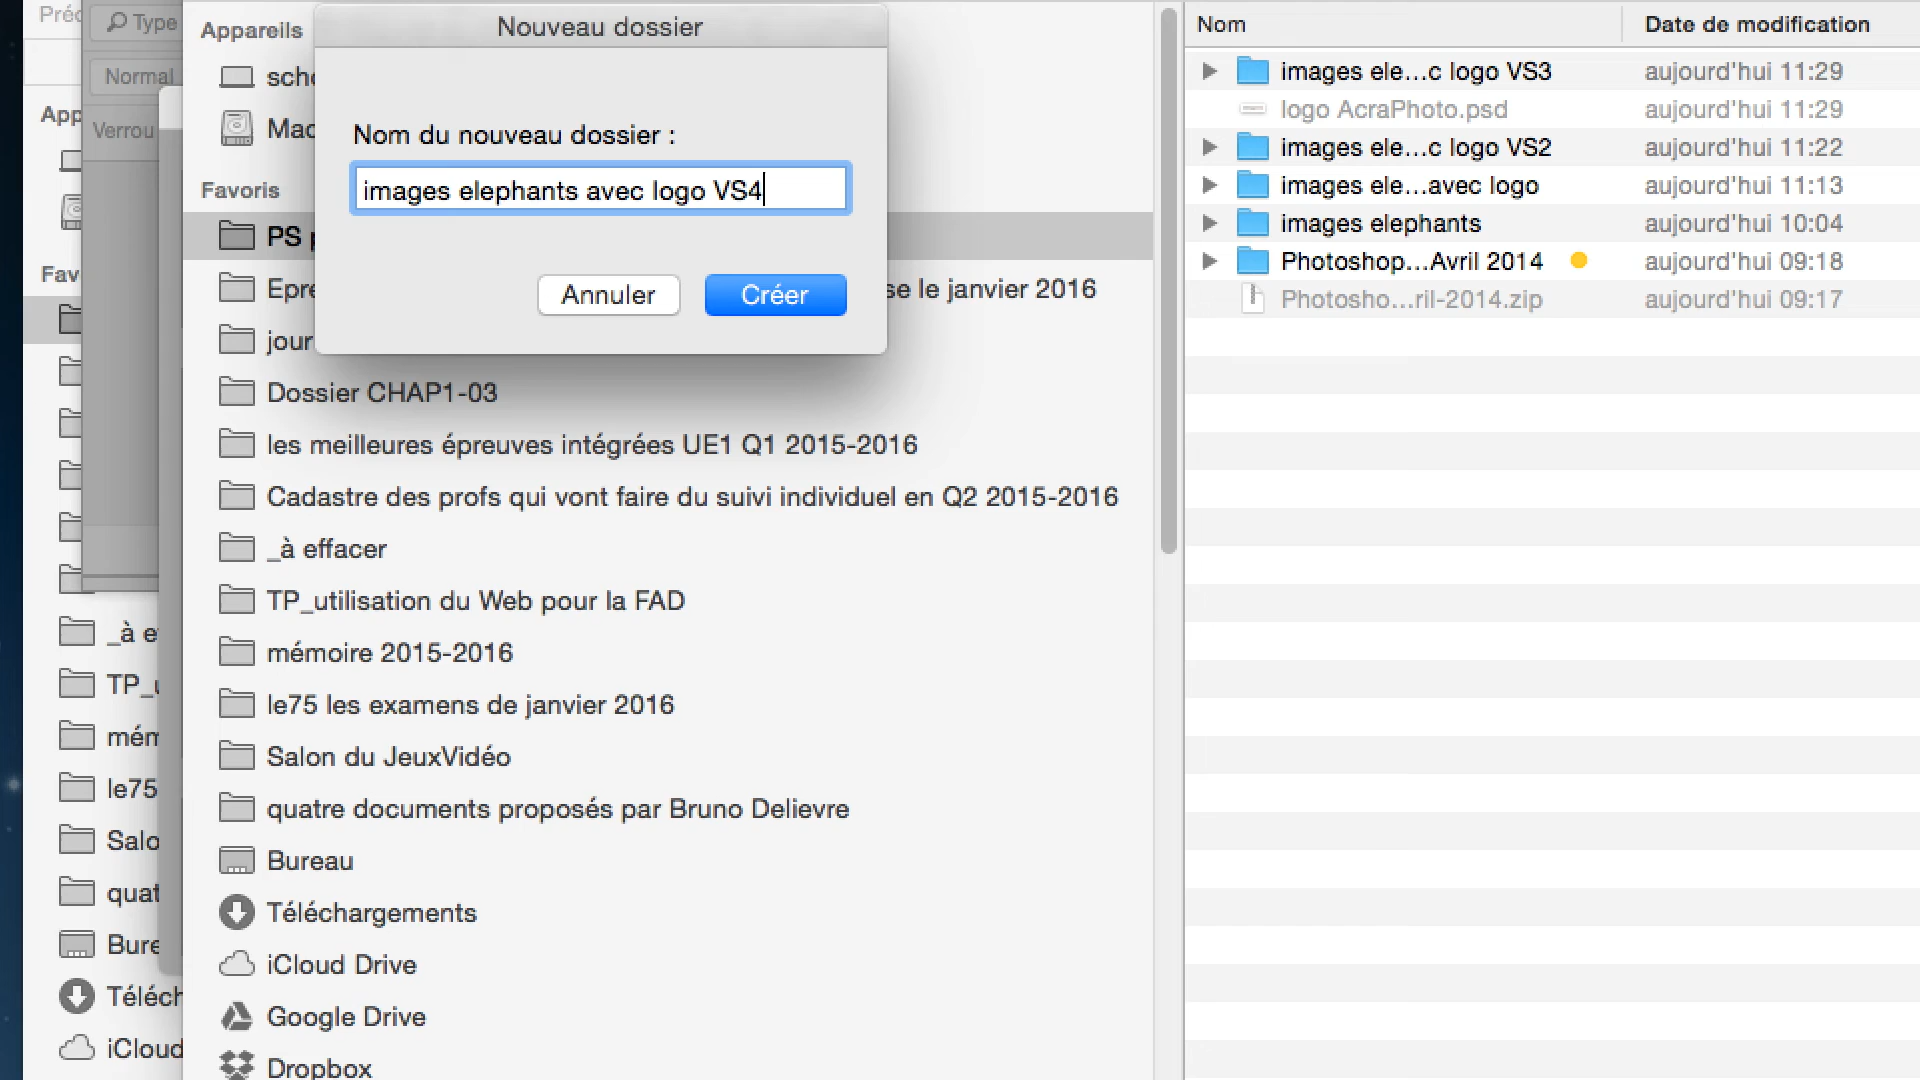 Préc
Type
Normal
Verrou
App
Fav
_à e
TP_
mém
le75
Salo
quat
Bure
Téléch
iCloud
Appareils
scho
Mac
Favoris
PS p
Epre
se le janvier 2016
jour
Dossier CHAP1-03
les meilleures épreuves intégrées UE1 Q1 2015-2016
Cadastre des profs qui vont faire du suivi individuel en Q2 2015-2016
_à effacer
TP_utilisation du Web pour la FAD
mémoire 2015-2016
le75 les examens de janvier 2016
Salon du JeuxVidéo
quatre documents proposés par Bruno Delievre
Bureau
Téléchargements
iCloud Drive
Google Drive
Dropbox
Nouveau dossier
Nom du nouveau dossier :
images elephants avec logo VS4
Annuler
Créer
Nom Date de modification
images ele...c logo VS3 aujourd'hui 11:29
logo AcraPhoto.psd aujourd'hui 11:29
images ele...c logo VS2 aujourd'hui 11:22
images ele...avec logo aujourd'hui 11:13
images elephants aujourd'hui 10:04
Photoshop...Avril 2014 aujourd'hui 09:18
Photosho...ril-2014.zip aujourd'hui 09:17